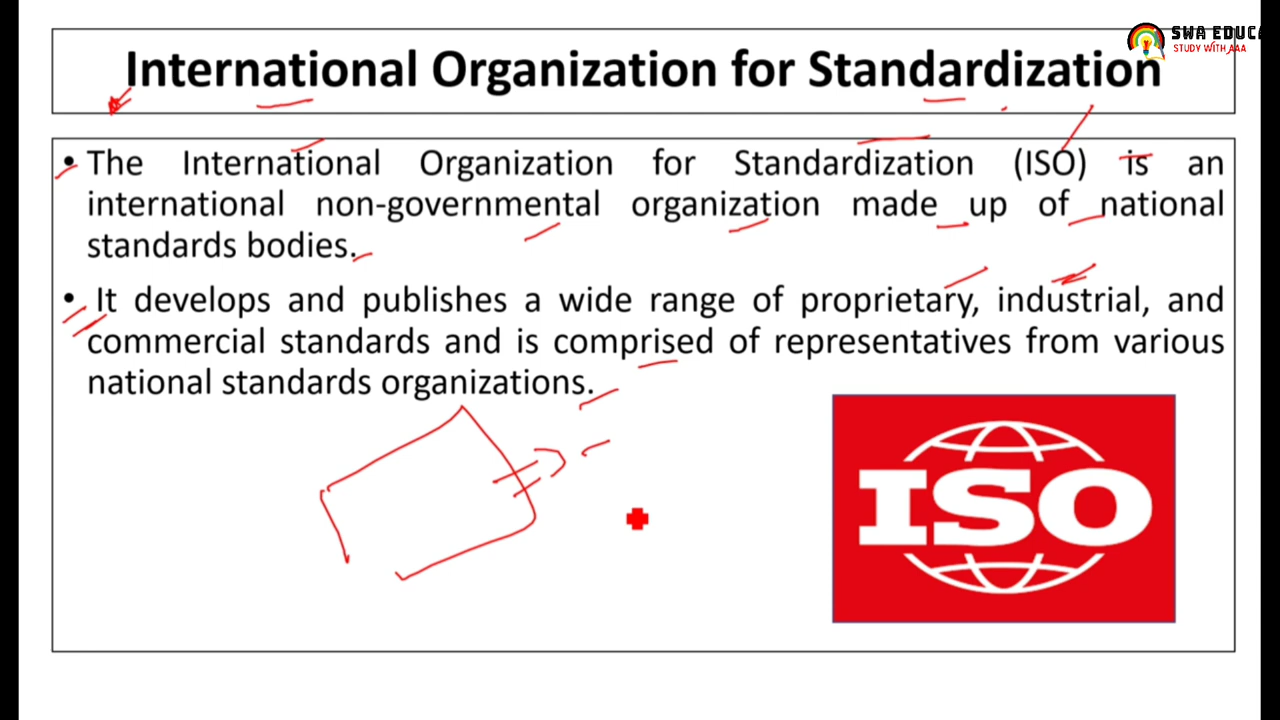 SWA EDUCA
STUDY WITH AAA
International Organization for Standardization
• The International Organization for Standardization (ISO) is an
international non-governmental organization made up of national
standards bodies.
• It develops and publishes a wide range of proprietary, industrial, and
commercial standards and is comprised of representatives from various
national standards organizations.
ISO